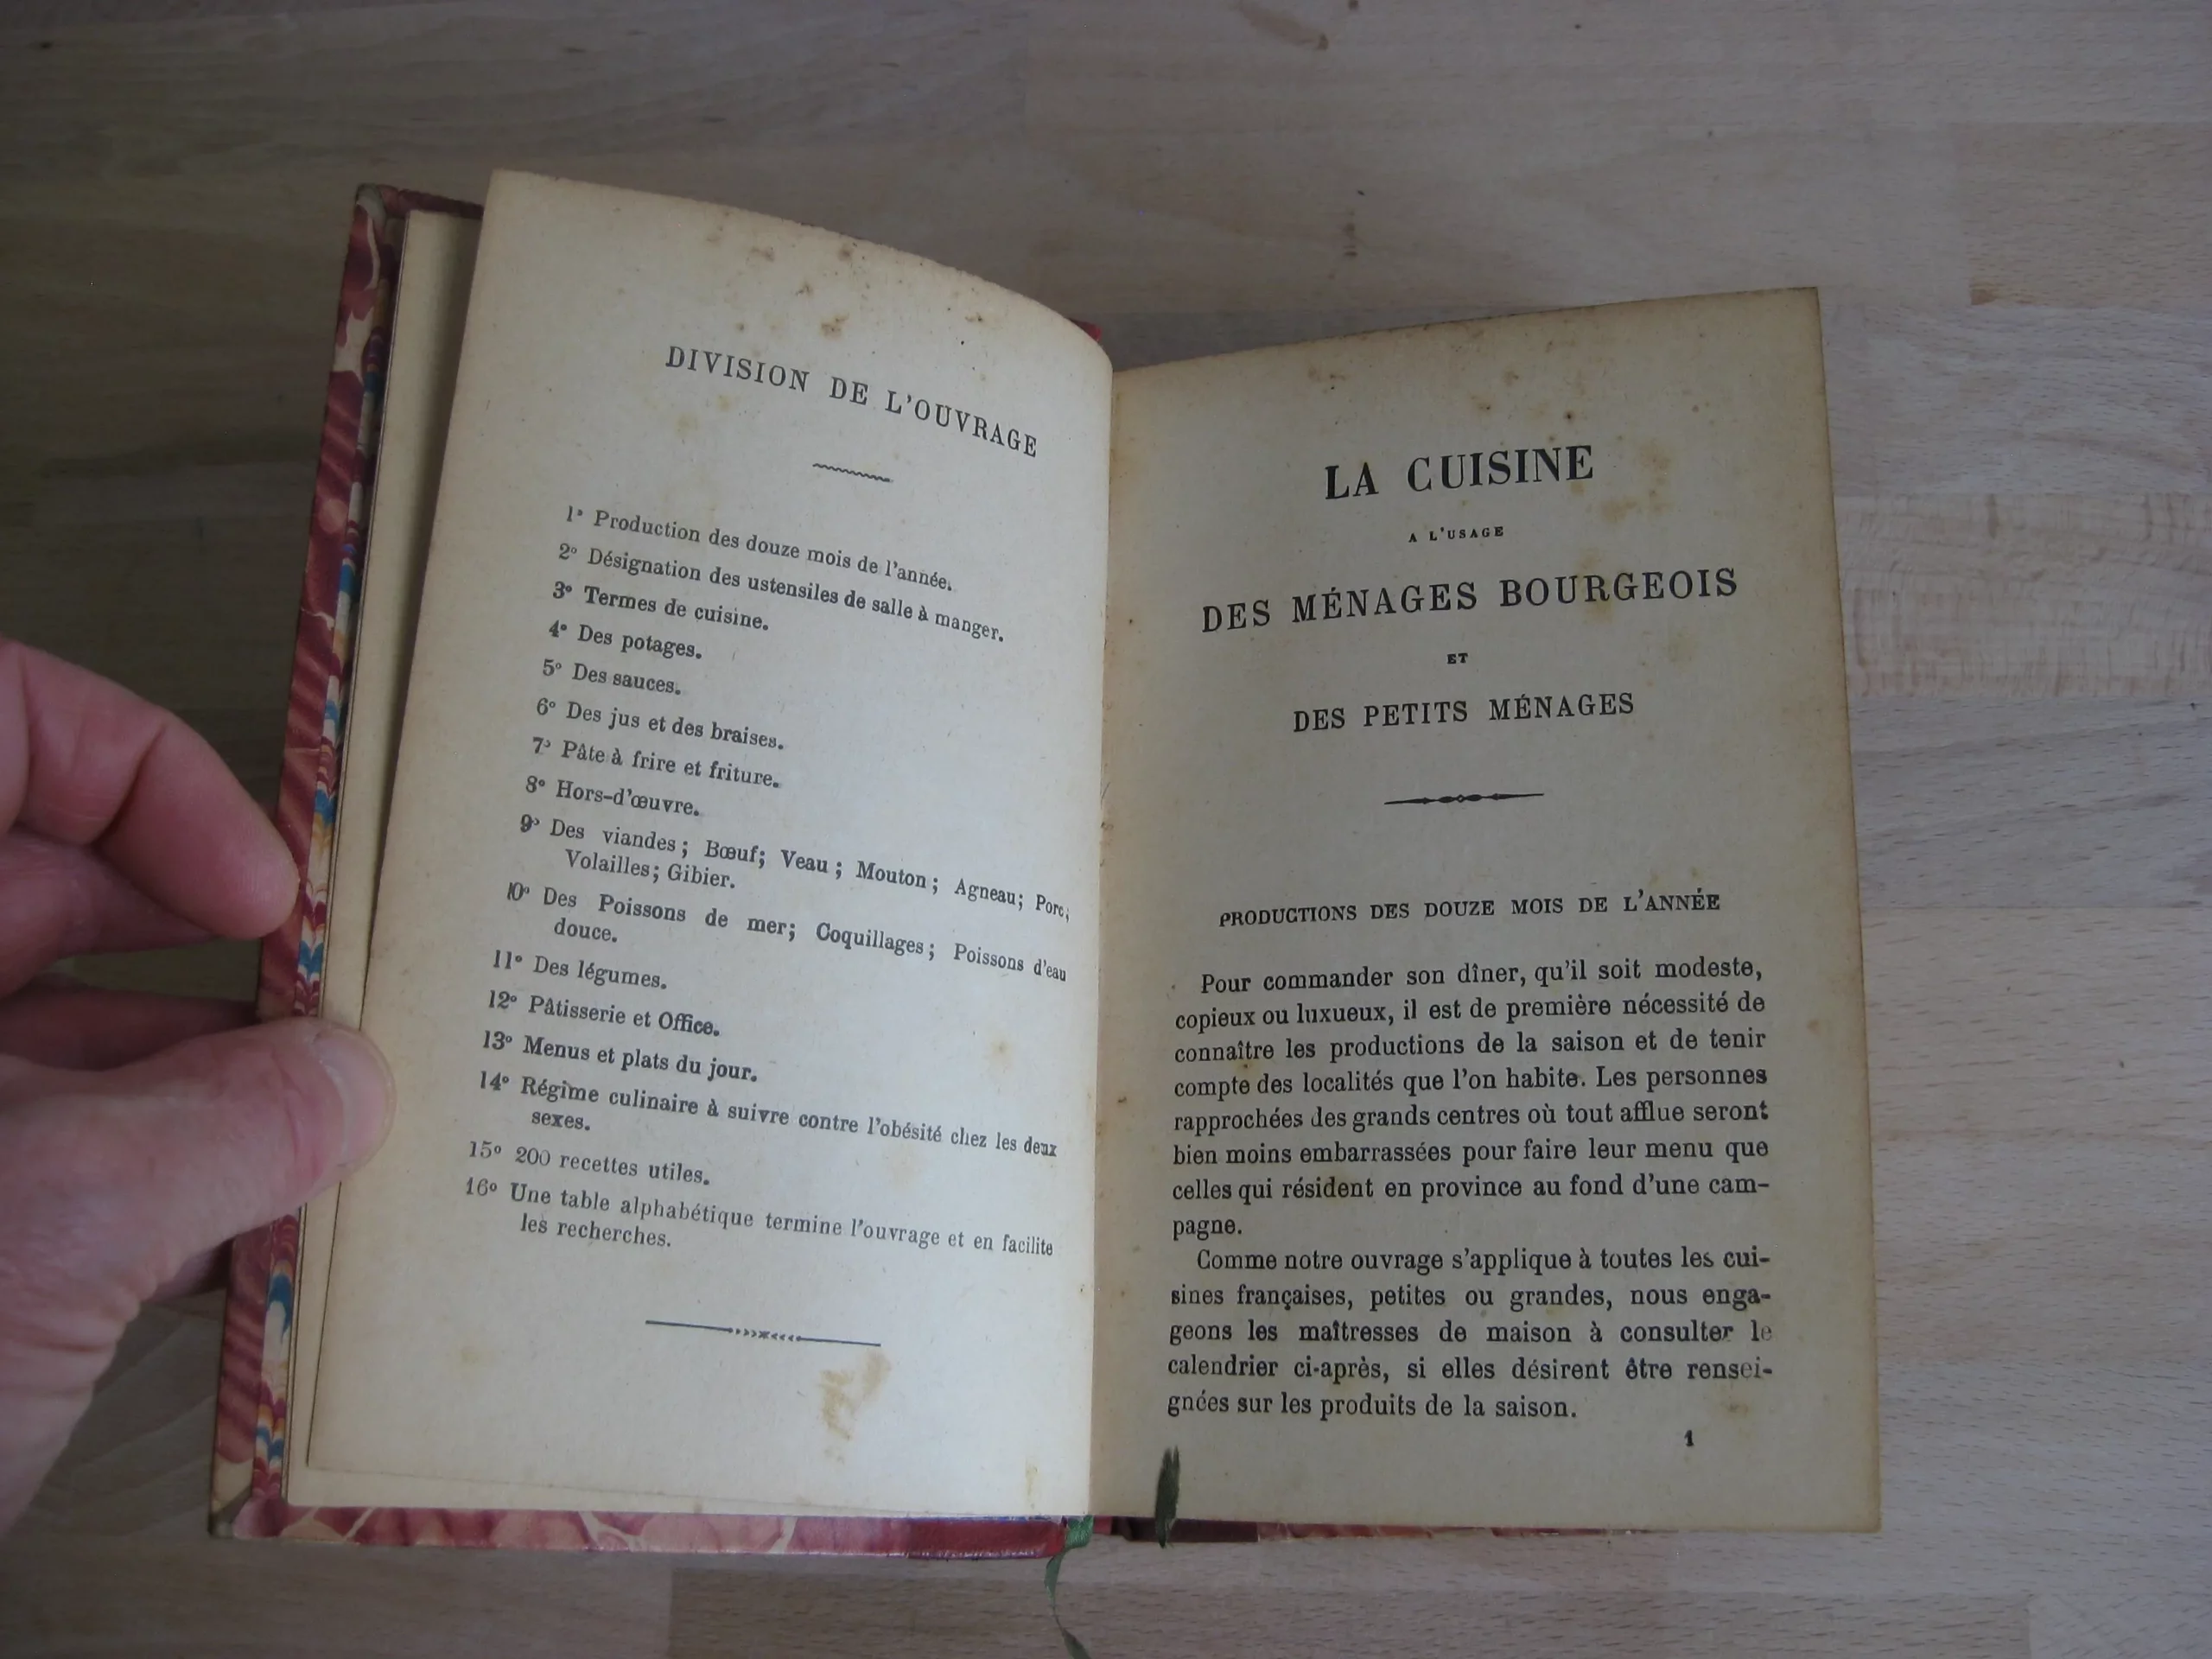 DIVISION DE L'OUVRAGE
1° Production des douze mois de l'année.
2° Désignation des ustensiles de salle à manger.
3° Termes de cuisine.
4° Des potages.
5° Des sauces.
6° Des jus et des braises.
7° Pâte à frire et friture.
8° Hors-d'œuvre.
9° Des viandes; Bœuf; Veau; Mouton; Agneau; Porc;
Volailles; Gibier.
10° Des Poissons de mer; Coquillages; Poissons d'eau
douce.
11° Des légumes.
12° Pâtisserie et Office.
13° Menus et plats du jour.
14° Régime culinaire à suivre contre l'obésité chez les deux
sexes.
15° 200 recettes utiles.
16° Une table alphabétique termine l'ouvrage et en facilite
les recherches.
LA CUISINE
A L'USAGE
DES MÉNAGES BOURGEOIS
ET
DES PETITS MÉNAGES
PRODUCTIONS DES DOUZE MOIS DE L'ANNÉE
Pour commander son dîner, qu'il soit modeste,
copieux ou luxueux, il est de première nécessité de
connaître les productions de la saison et de tenir
compte des localités que l'on habite. Les personnes
rapprochées des grands centres où tout afflue seront
bien moins embarrassées pour faire leur menu que
celles qui résident en province au fond d'une cam-
pagne.
Comme notre ouvrage s'applique à toutes les cui-
sines françaises, petites ou grandes, nous enga-
geons les maîtresses de maison à consulter le
calendrier ci-après, si elles désirent être rensei-
gnées sur les produits de la saison.
1